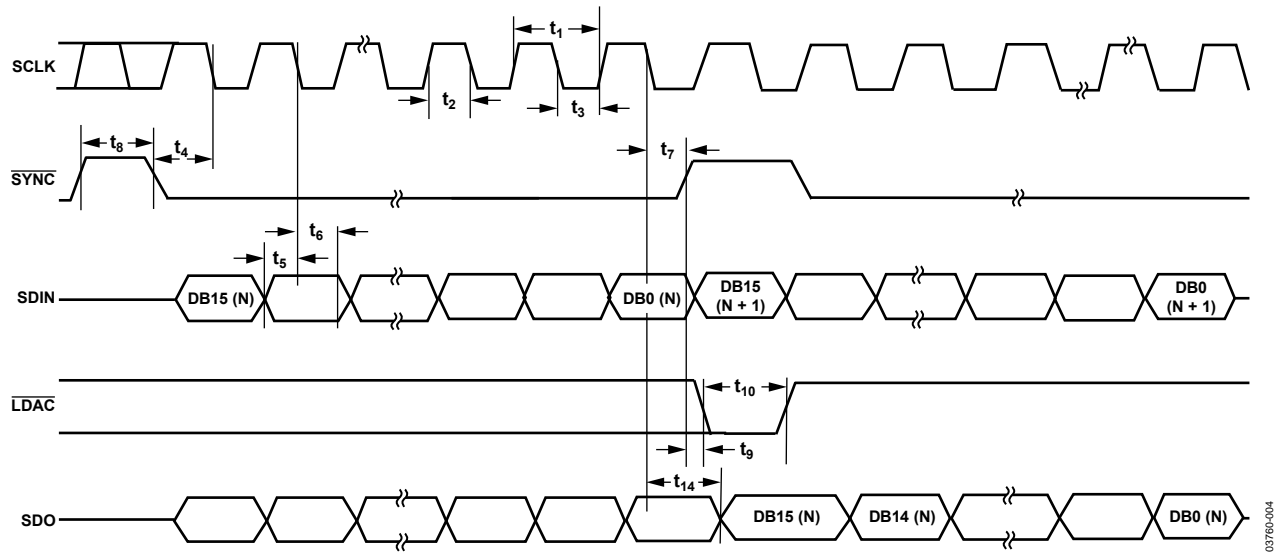 t1
SCLK
t2
t3
t8
t4
t7
SYNC
t6
t5
SDIN
DB15 (N)
DB0 (N)
DB15
(N + 1)
DB0
(N + 1)
t10
LDAC
t9
t14
SDO
DB15 (N)
DB14 (N)
DB0 (N)
03760-004